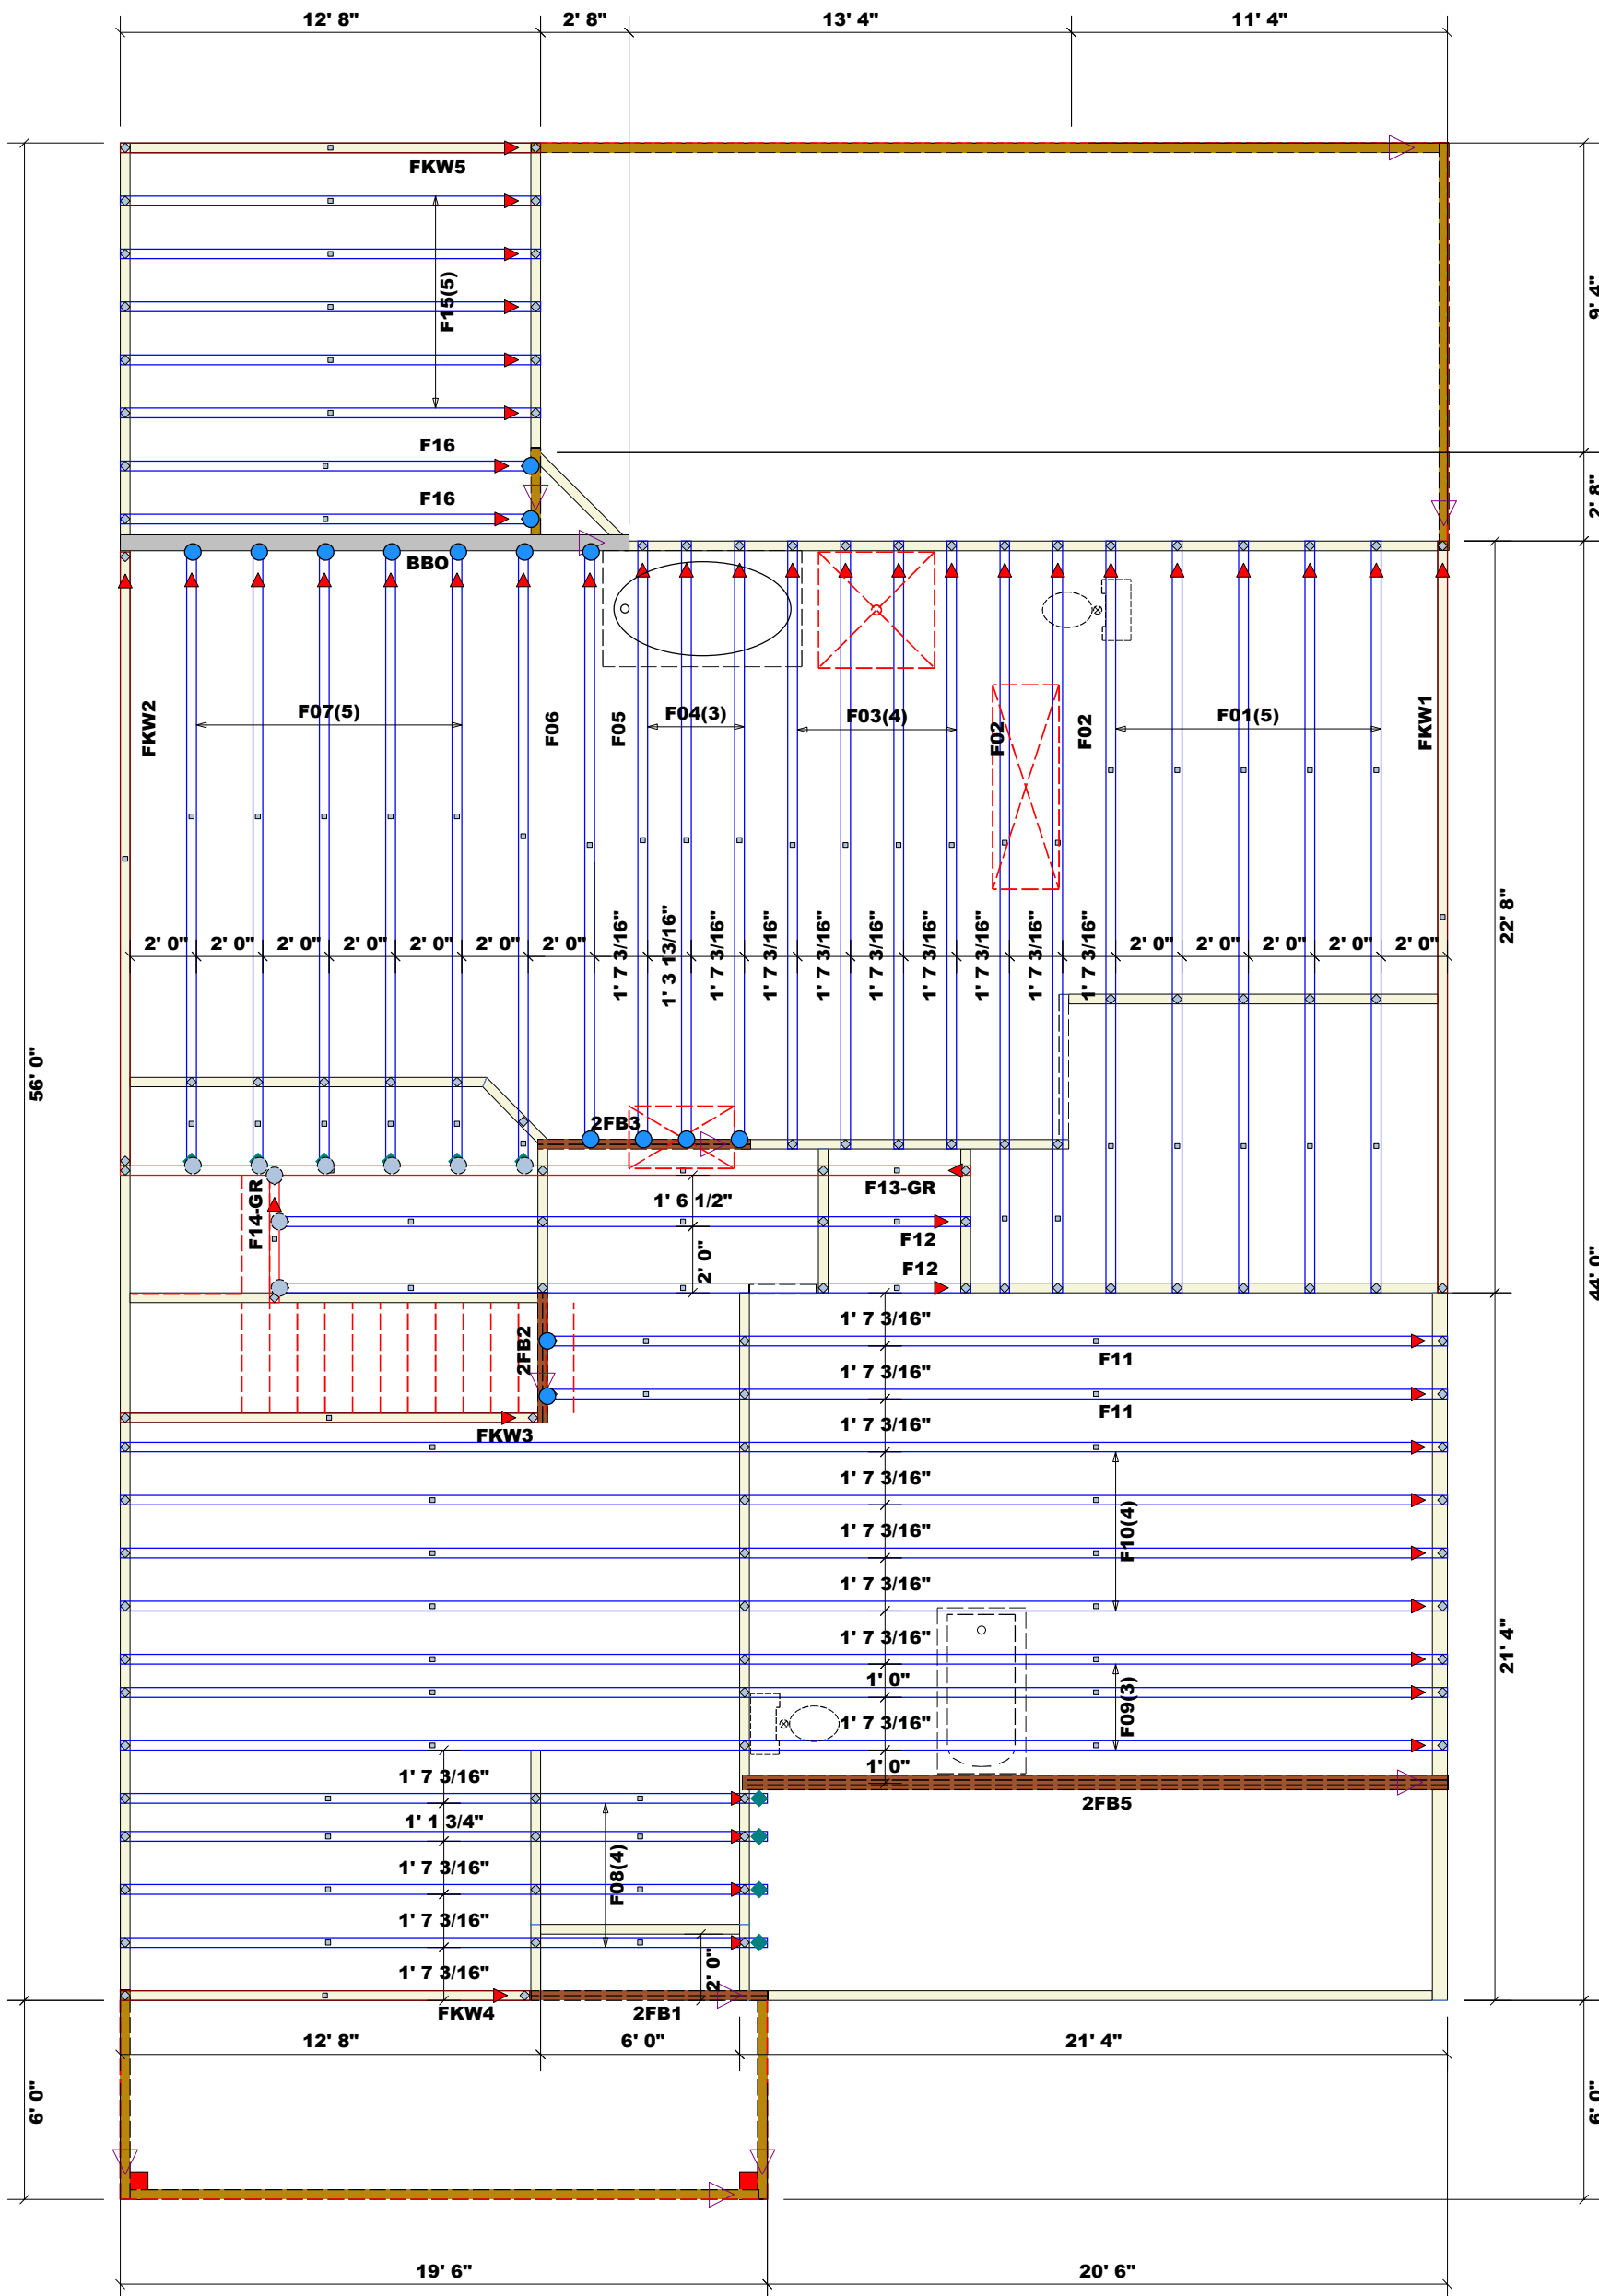 12' 8"
2' 8"
13' 4"
11' 4"
FKW5
F15(5)
9' 4"
F16
2' 8"
F16
BBO
FKW2
F07(5)
F06
F05
F04(3)
F03(4)
F02
F02
F01(5)
FKW1
2' 0"
2' 0"
2' 0"
2' 0"
2' 0"
2' 0"
2' 0"
1' 7 3/16"
1' 3 13/16"
1' 7 3/16"
1' 7 3/16"
1' 7 3/16"
1' 7 3/16"
1' 7 3/16"
1' 7 3/16"
1' 7 3/16"
1' 7 3/16"
2' 0"
2' 0"
2' 0"
2' 0"
2' 0"
22' 8"
56' 0"
2FB3
F13-GR
F14-GR
1' 6 1/2"
F12
2' 0"
F12
44' 0"
1' 7 3/16"
2FB2
F11
1' 7 3/16"
F11
1' 7 3/16"
FKW3
1' 7 3/16"
1' 7 3/16"
F10(4)
1' 7 3/16"
1' 7 3/16"
21' 4"
1' 0"
F09(3)
1' 7 3/16"
1' 0"
1' 7 3/16"
2FB5
1' 1 3/4"
1' 7 3/16"
F08(4)
1' 7 3/16"
1' 7 3/16"
2' 0"
FKW4
2FB1
12' 8"
6' 0"
21' 4"
6' 0"
6' 0"
19' 6"
20' 6"